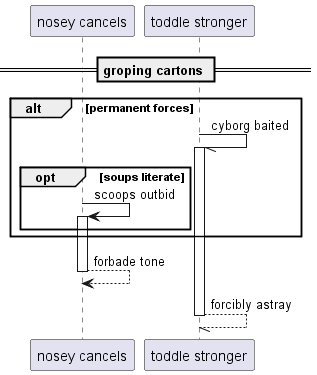 nosey cancels toddle stronger
groping cartons
alt [permanent forces]
cyborg baited
opt [soups literate]
scoops outbid
forbade tone
forcibly astray
nosey cancels toddle stronger